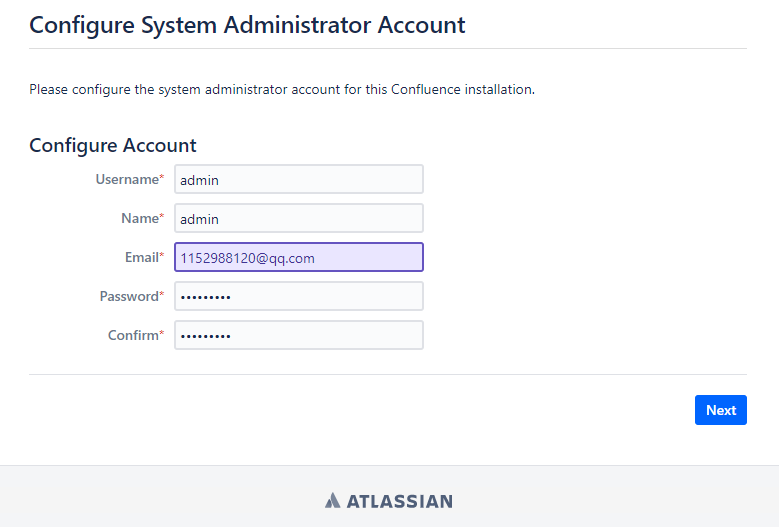 Configure System Administrator Account
Please configure the system administrator account for this Confluence installation.
Configure Account
Username* admin
Name* admin
Email* 1152988120@qq.com
Password* •••••••••
Confirm* •••••••••
Next
ATLASSIAN